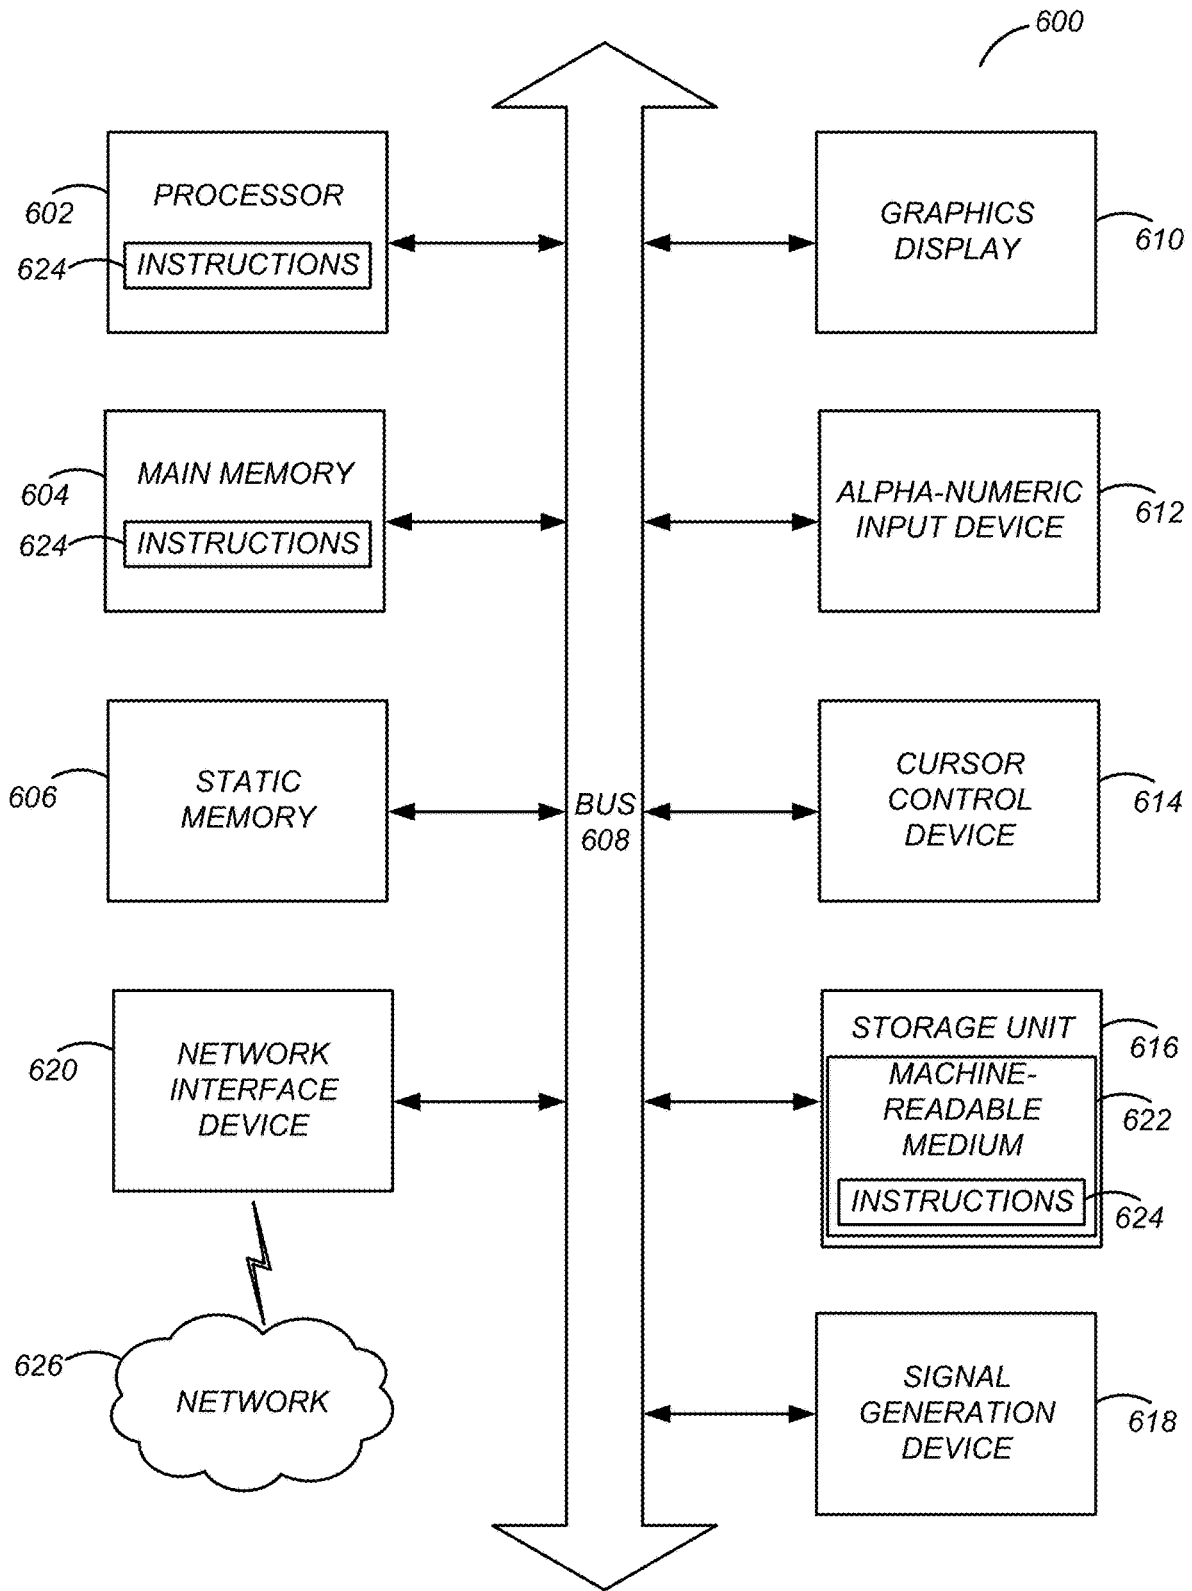 600
PROCESSOR
602
624
INSTRUCTIONS
GRAPHICS
DISPLAY
610
MAIN MEMORY
604
624
INSTRUCTIONS
ALPHA-NUMERIC
INPUT DEVICE
612
STATIC
MEMORY
606
BUS
608
CURSOR
CONTROL
DEVICE
614
NETWORK
INTERFACE
DEVICE
620
STORAGE UNIT
616
MACHINE-
READABLE
MEDIUM
622
INSTRUCTIONS
624
626
NETWORK
SIGNAL
GENERATION
DEVICE
618